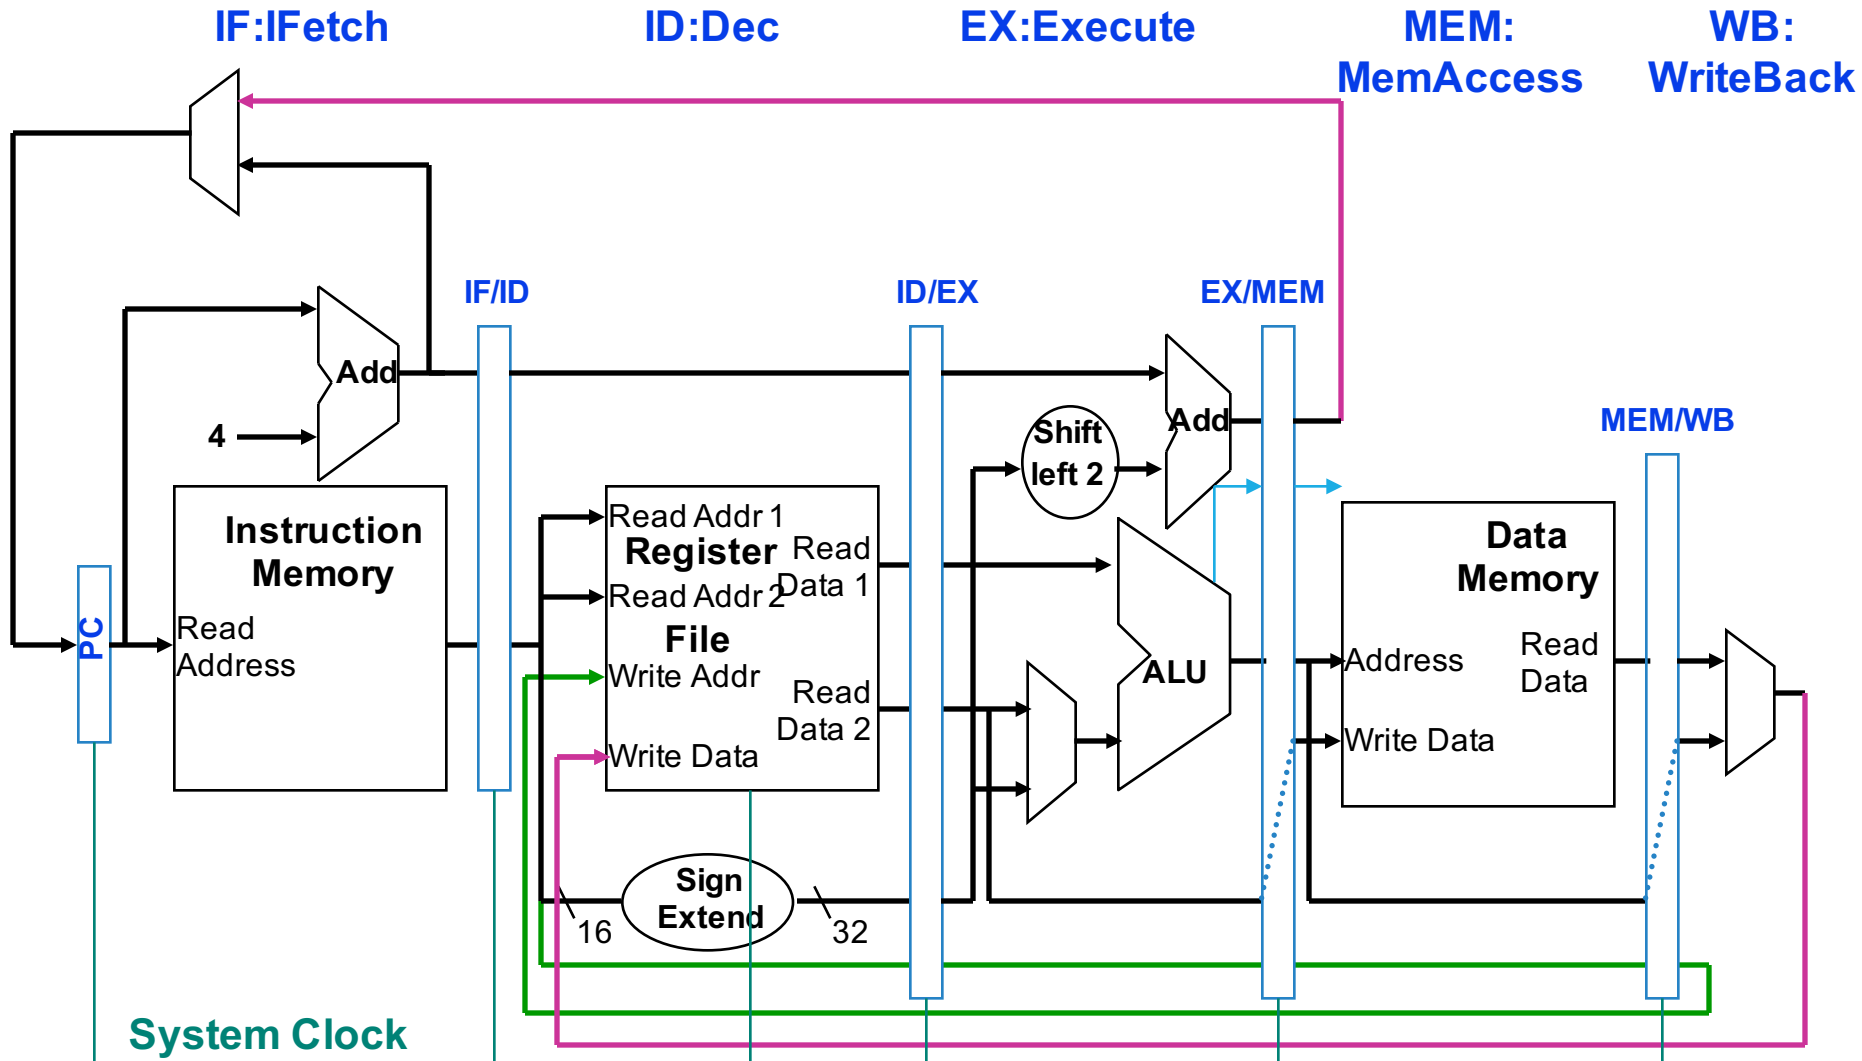 IF:IFetch
ID:Dec
EX:Execute
MEM:
MemAccess
WB:
WriteBack
IF/ID
ID/EX
EX/MEM
MEM/WB
Add
4
Add
Shift
left 2
Instruction
Memory
Read
Address
PC
Read Addr 1
Register
Read
Data 1
Read Addr 2
File
Write Addr
Read
Data 2
Write Data
ALU
Data
Memory
Address
Read
Data
Write Data
Sign
Extend
16
32
System Clock